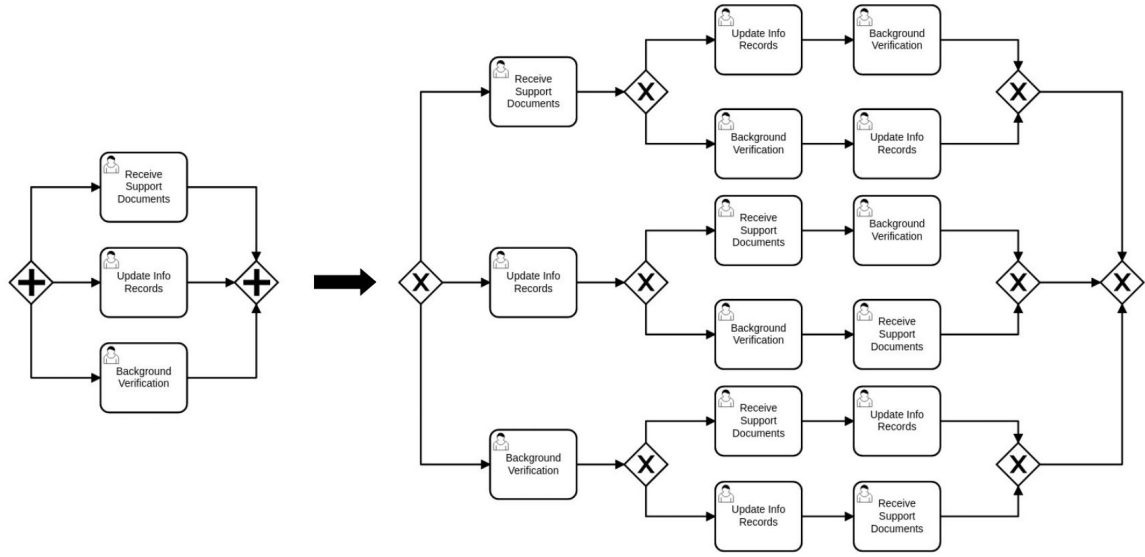 Receive
Support
Documents
Update Info
Records
Background
Verification
Receive
Support
Documents
Update Info
Records
Background
Verification
Background
Verification
Update Info
Records
Update Info
Records
Receive
Support
Documents
Background
Verification
Background
Verification
Receive
Support
Documents
Background
Verification
Receive
Support
Documents
Update Info
Records
Update Info
Records
Receive
Support
Documents